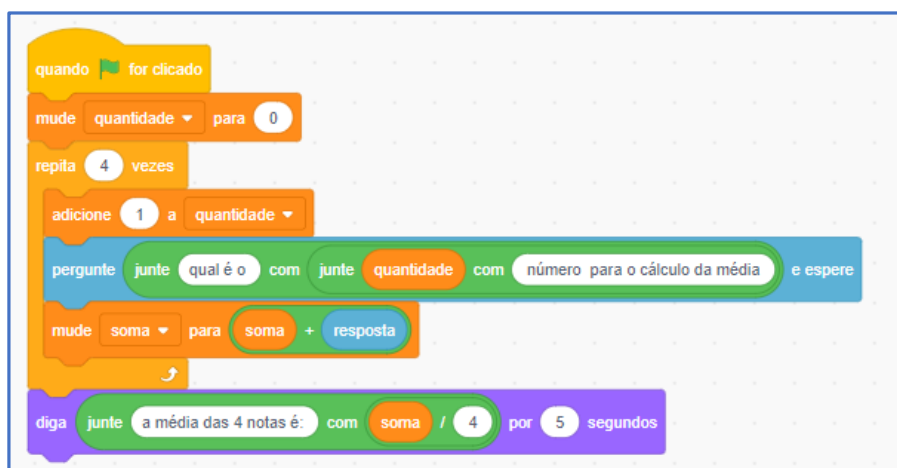 quando for clicado
mude quantidade para 0
repita 4 vezes
adicione 1 a quantidade
pergunte junte qual é o com junte quantidade com número para o cálculo da média e espere
mude soma para soma + resposta
diga junte a média das 4 notas é: com soma / 4 por 5 segundos